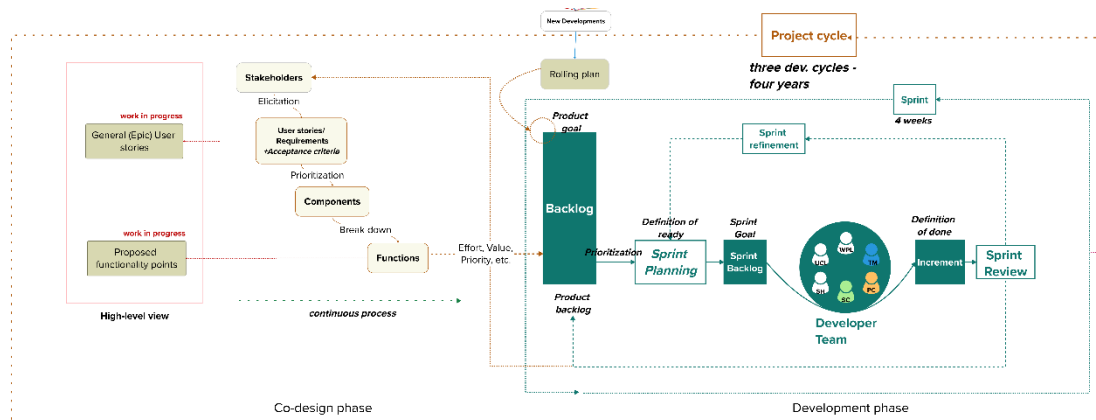 New Developments
Project cycle
three dev. cycles -
four years
Rolling plan
Stakeholders
Elicitation
work in progress
General (Epic) User
stories
User stories/
Requirements
+Acceptance criteria
Prioritization
Components
Break down
work in progress
Proposed
functionality points
Functions
Effort, Value,
Priority, etc.
High-level view
continuous process
Co-design phase
Product
goal
Backlog
Product
backlog
Prioritization
Definition of
ready
Sprint
Planning
Sprint
Goal
Sprint
Backlog
Sprint
4 weeks
Sprint
refinement
UCL
WPL
TM
SH
SC
PC
Developer
Team
Definition
of done
Increment
Sprint
Review
Development phase